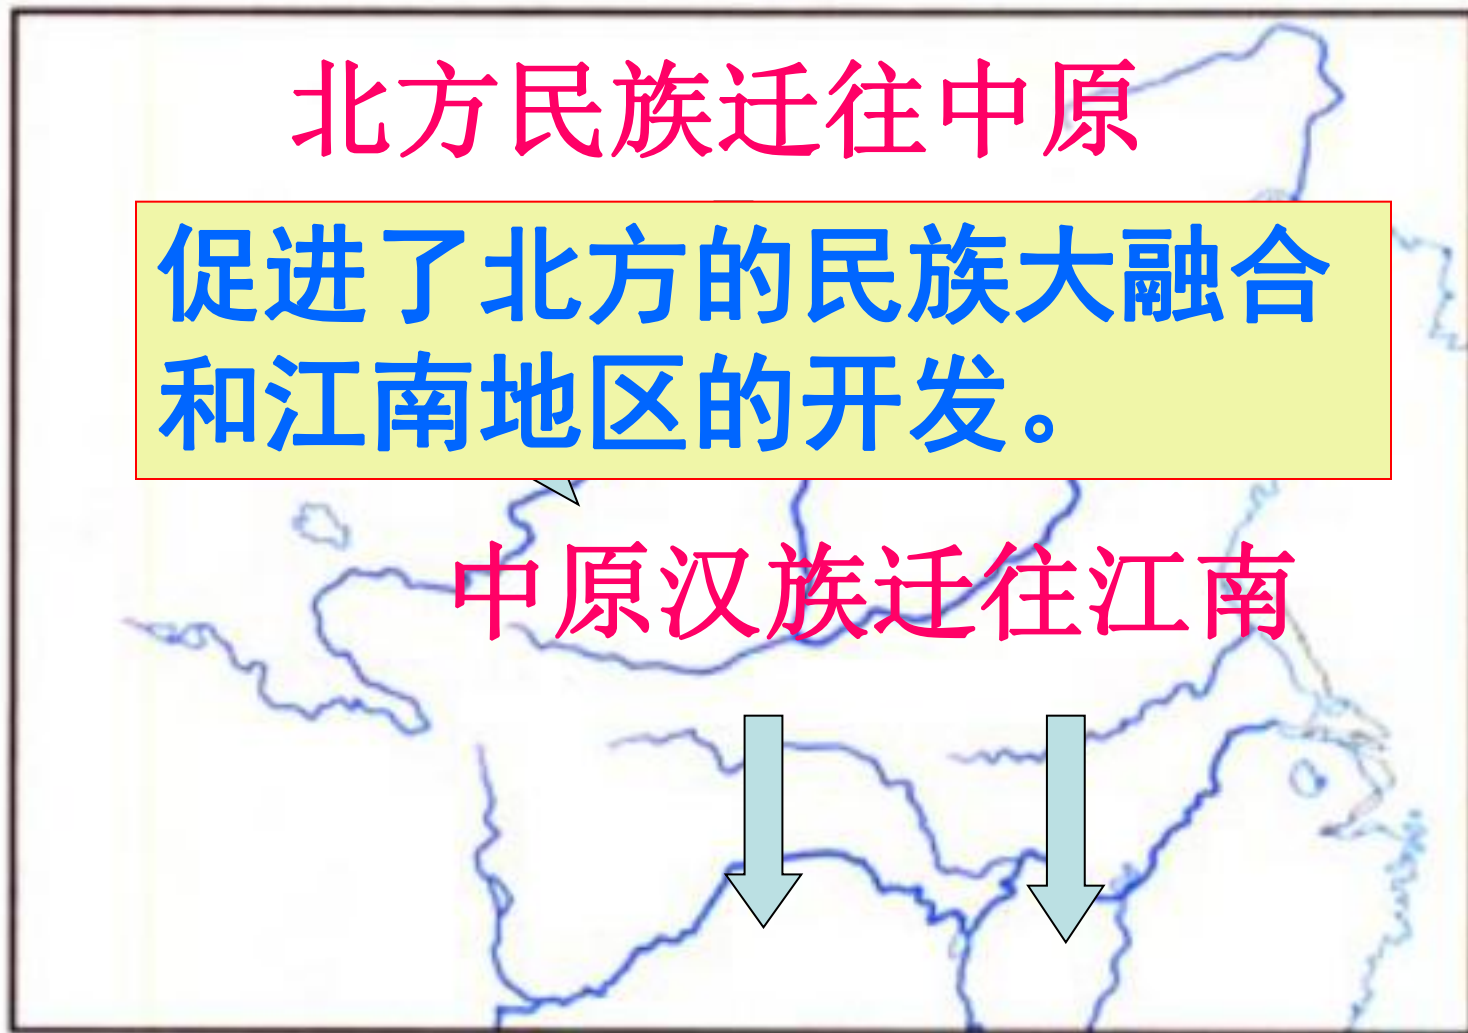 北方民族迁往中原
促进了北方的民族大融合
和江南地区的开发。
中原汉族迁往江南